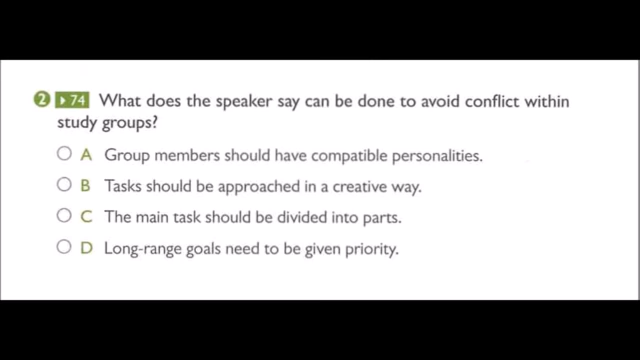 2 ▸74 What does the speaker say can be done to avoid conflict within
study groups?
A Group members should have compatible personalities.
B Tasks should be approached in a creative way.
C The main task should be divided into parts.
D Long-range goals need to be given priority.